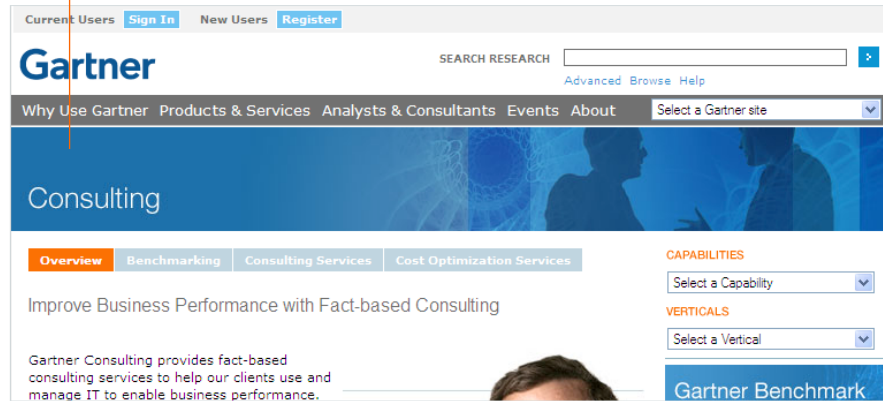 Current Users Sign In New Users Register
Gartner
SEARCH RESEARCH
Advanced Browse Help
Why Use Gartner Products & Services Analysts & Consultants Events About Select a Gartner site
Consulting
Overview Benchmarking Consulting Services Cost Optimization Services
CAPABILITIES
Select a Capability
Improve Business Performance with Fact-based Consulting
VERTICALS
Select a Vertical
Gartner Consulting provides fact-based
consulting services to help our clients use and
manage IT to enable business performance.
Gartner Benchmark